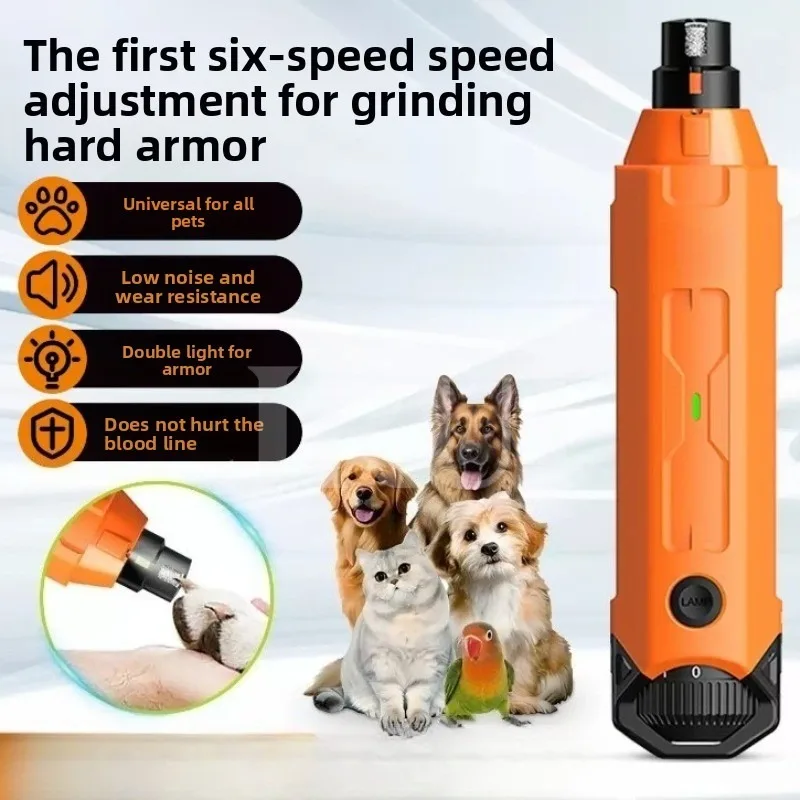 The first six-speed speed
adjustment for grinding
hard armor
Universal for all
pets
Low noise and
wear resistance
Double light for
armor
Does not hurt the
blood line
LAMP
0